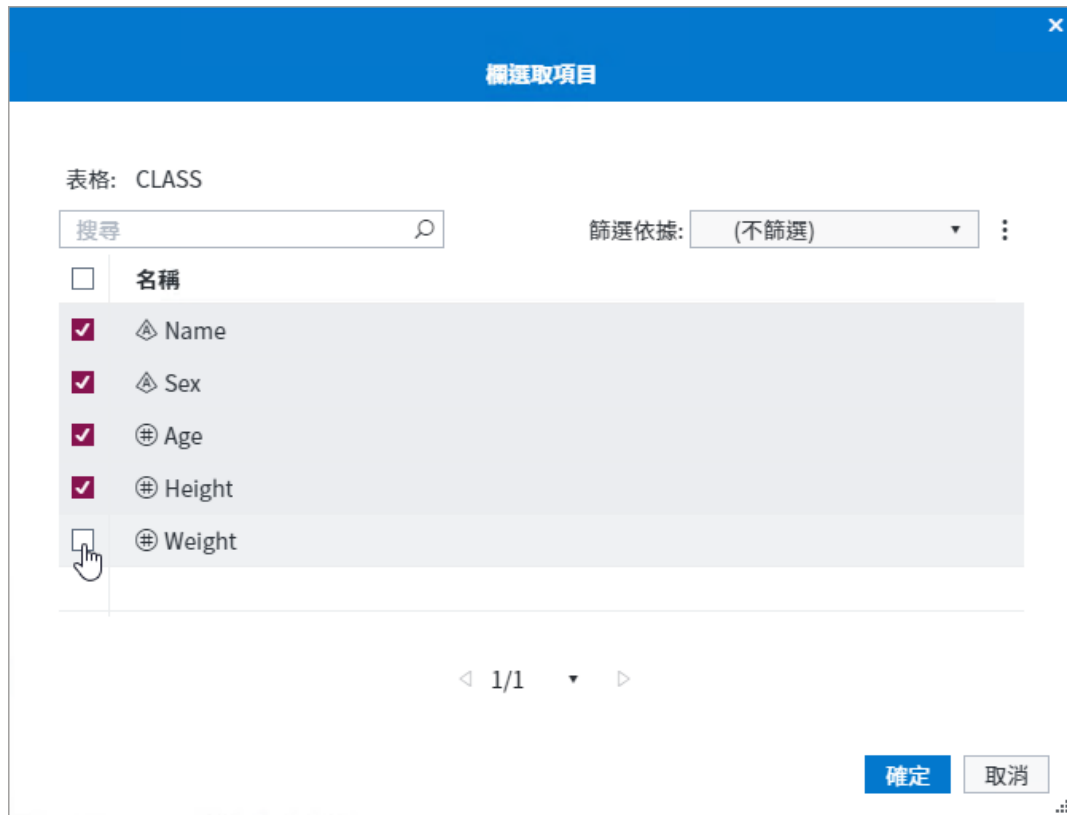 欄選取項目
表格: CLASS
搜尋 篩選依據: (不篩選)
名稱
Name
Sex
Age
Height
Weight
1/1
確定 取消